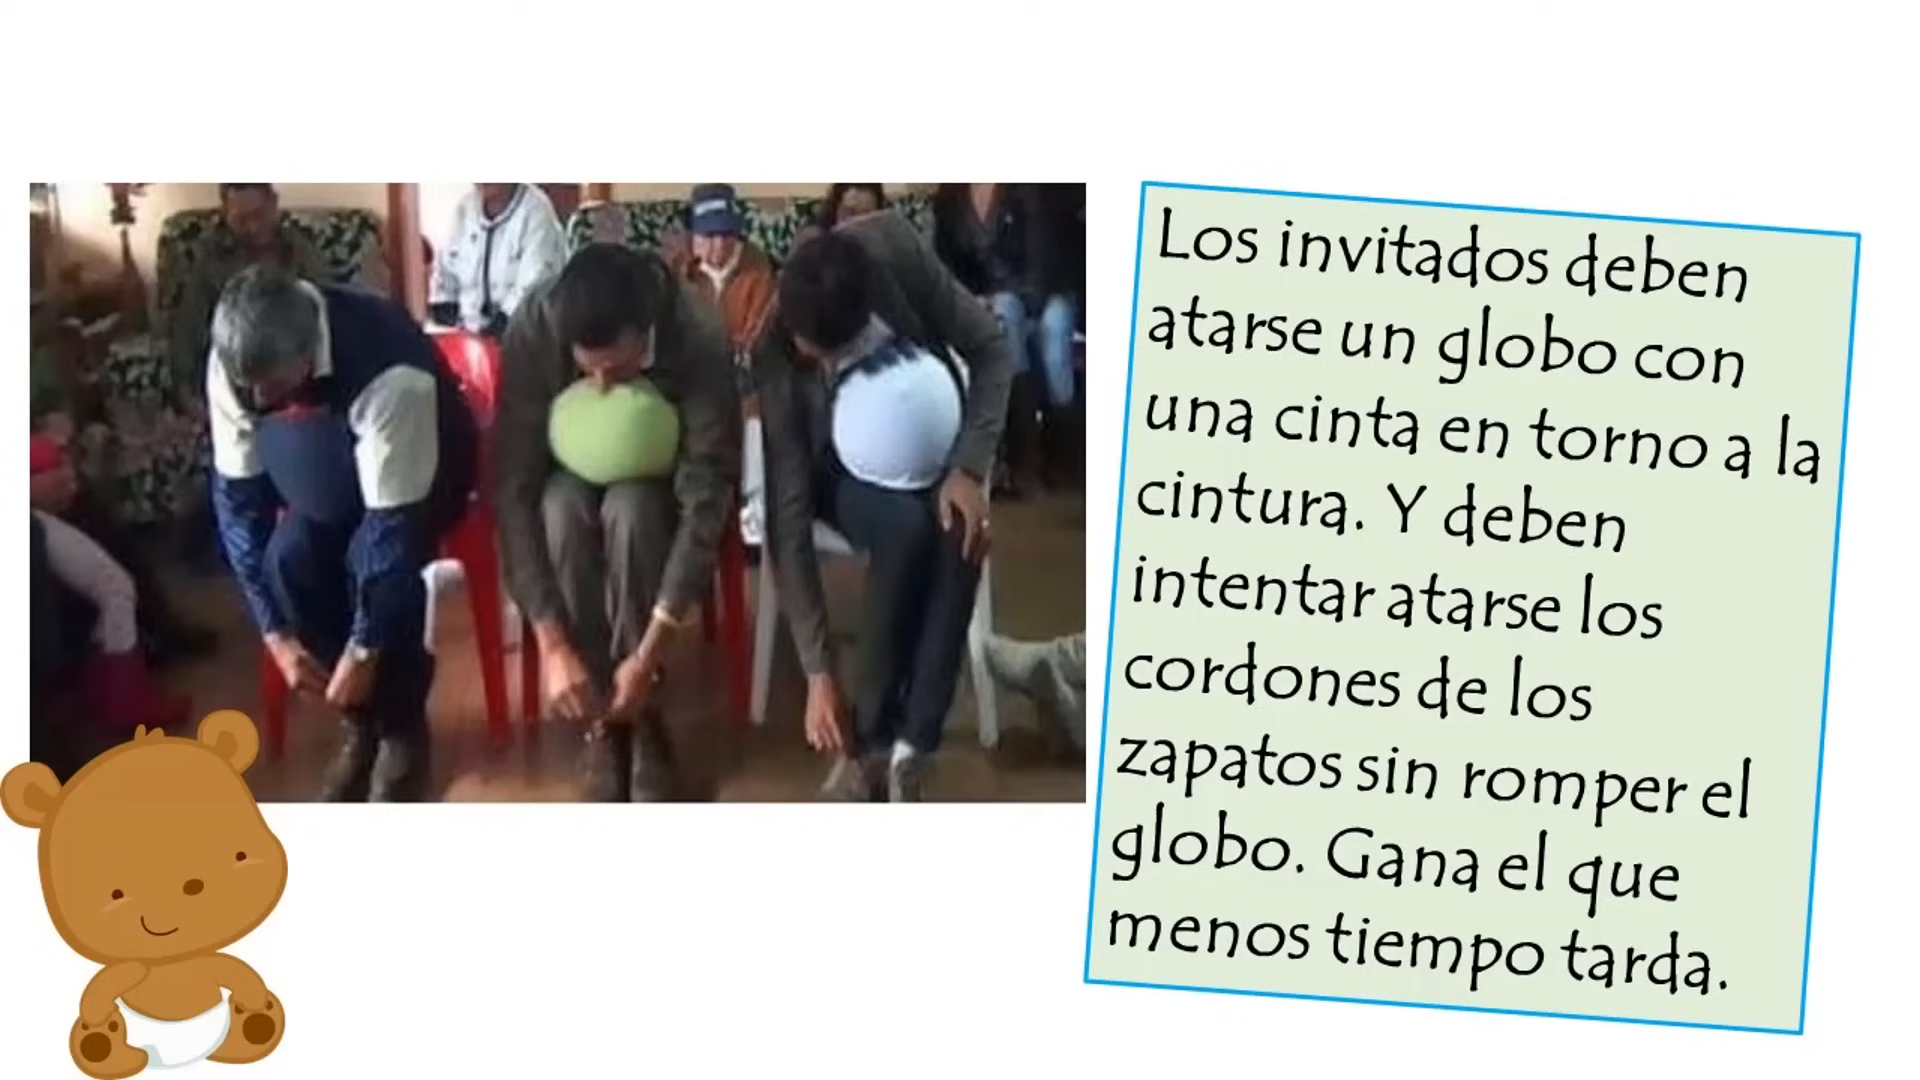 Los invitados deben
atarse un globo con
una cinta en torno a la
cintura. Y deben
intentar atarse los
cordones de los
zapatos sin romper el
globo. Gana el que
menos tiempo tarda.